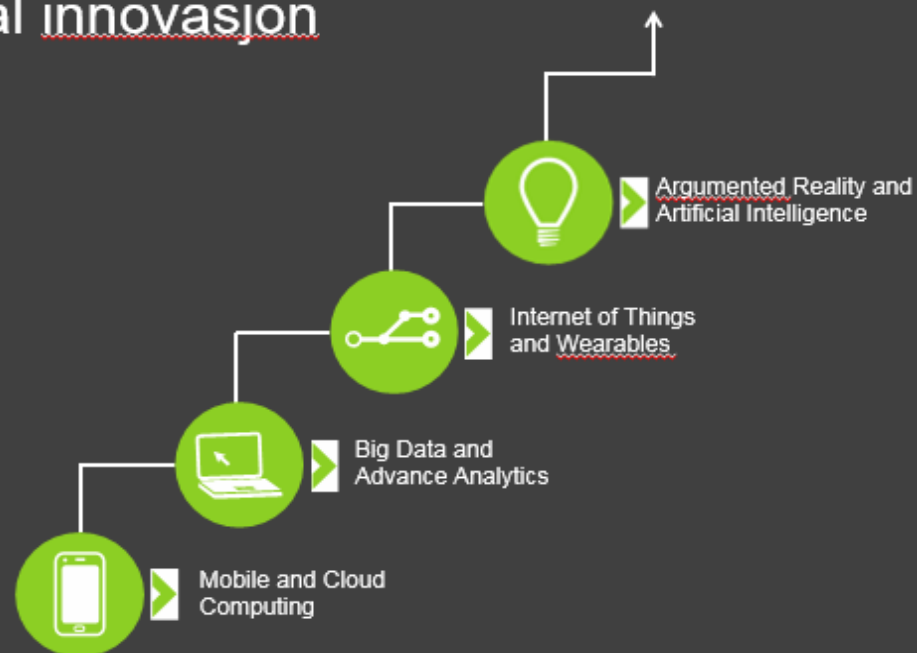 al innovasjon
Argumented Reality and
Artificial Intelligence
Internet of Things
and Wearables
Big Data and
Advance Analytics
Mobile and Cloud
Computing